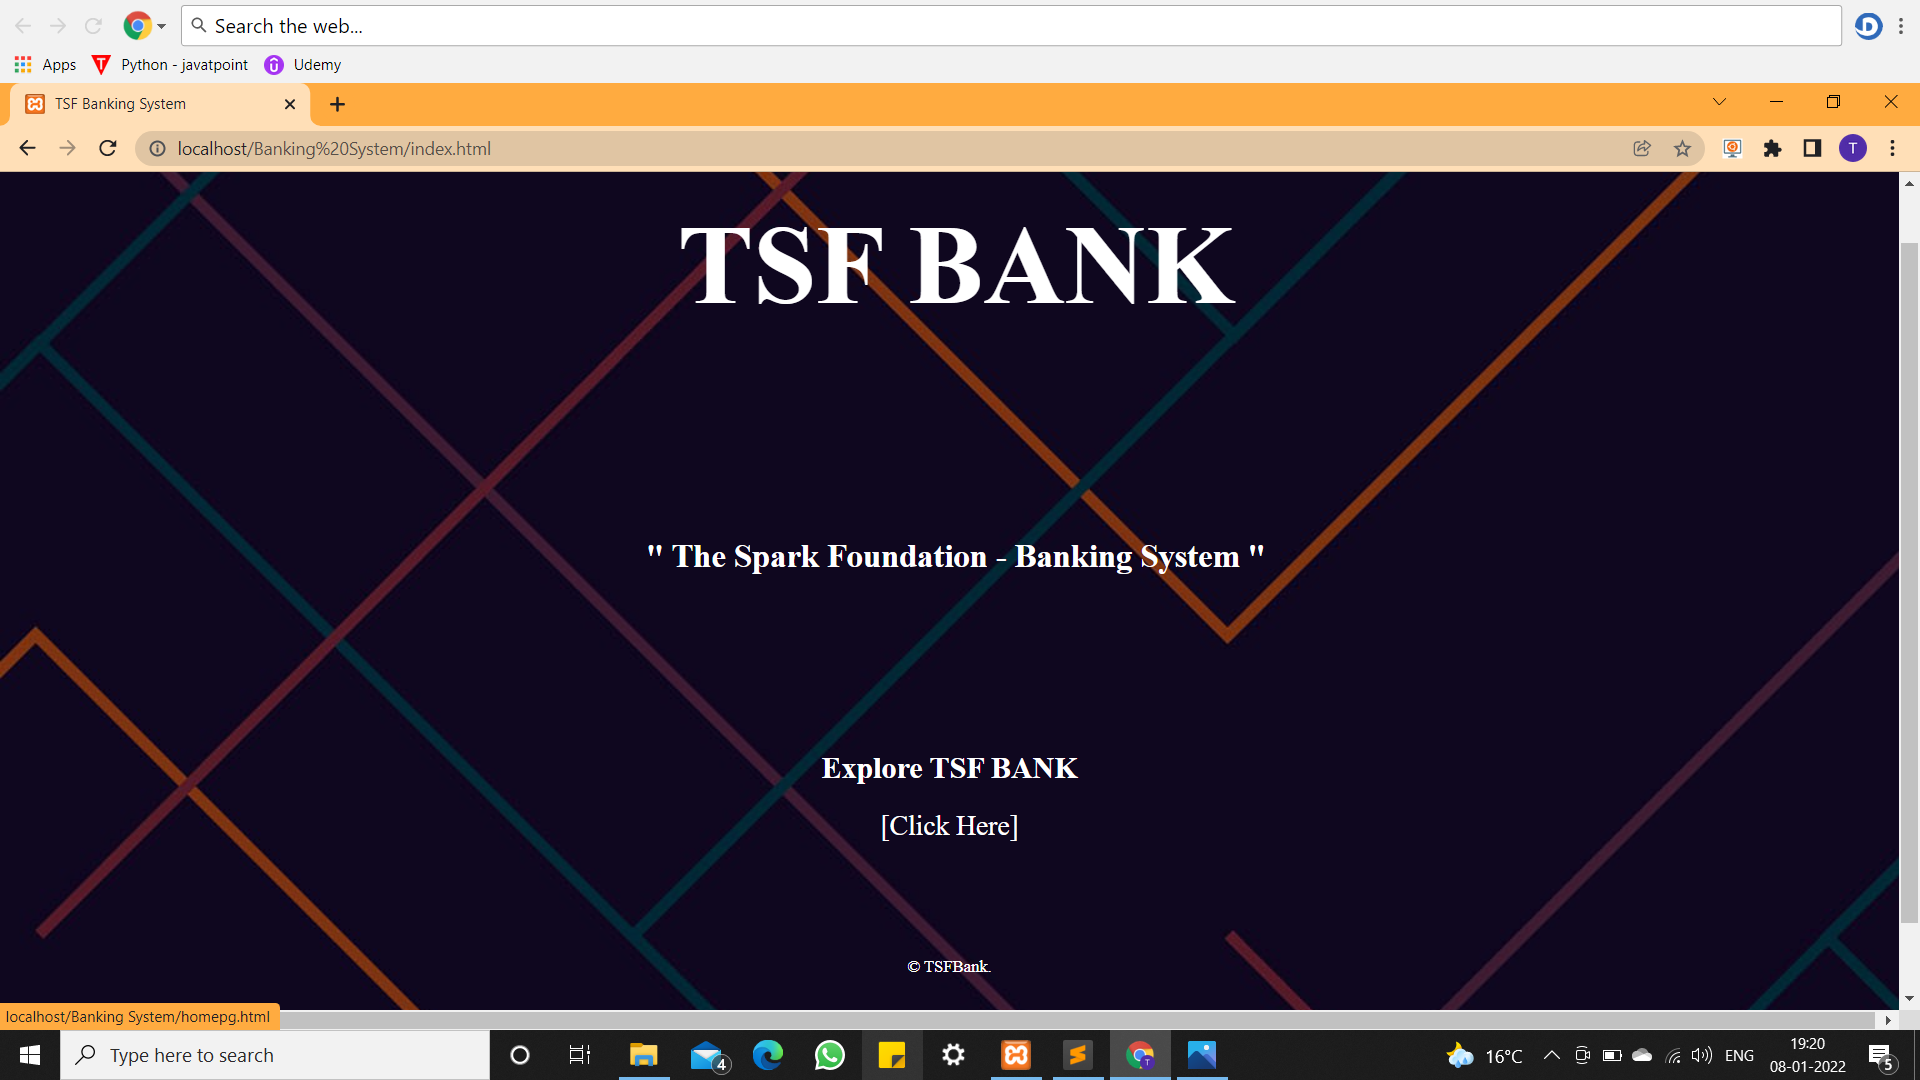 Search the web...
Apps Python - javatpoint Udemy
TSF Banking System
localhost/Banking%20System/index.html
T
TSF BANK
" The Spark Foundation - Banking System "
Explore TSF BANK
[Click Here]
© TSFBank.
localhost/Banking System/homepg.html
Type here to search
4
16°C
ENG
19:20
08-01-2022
5